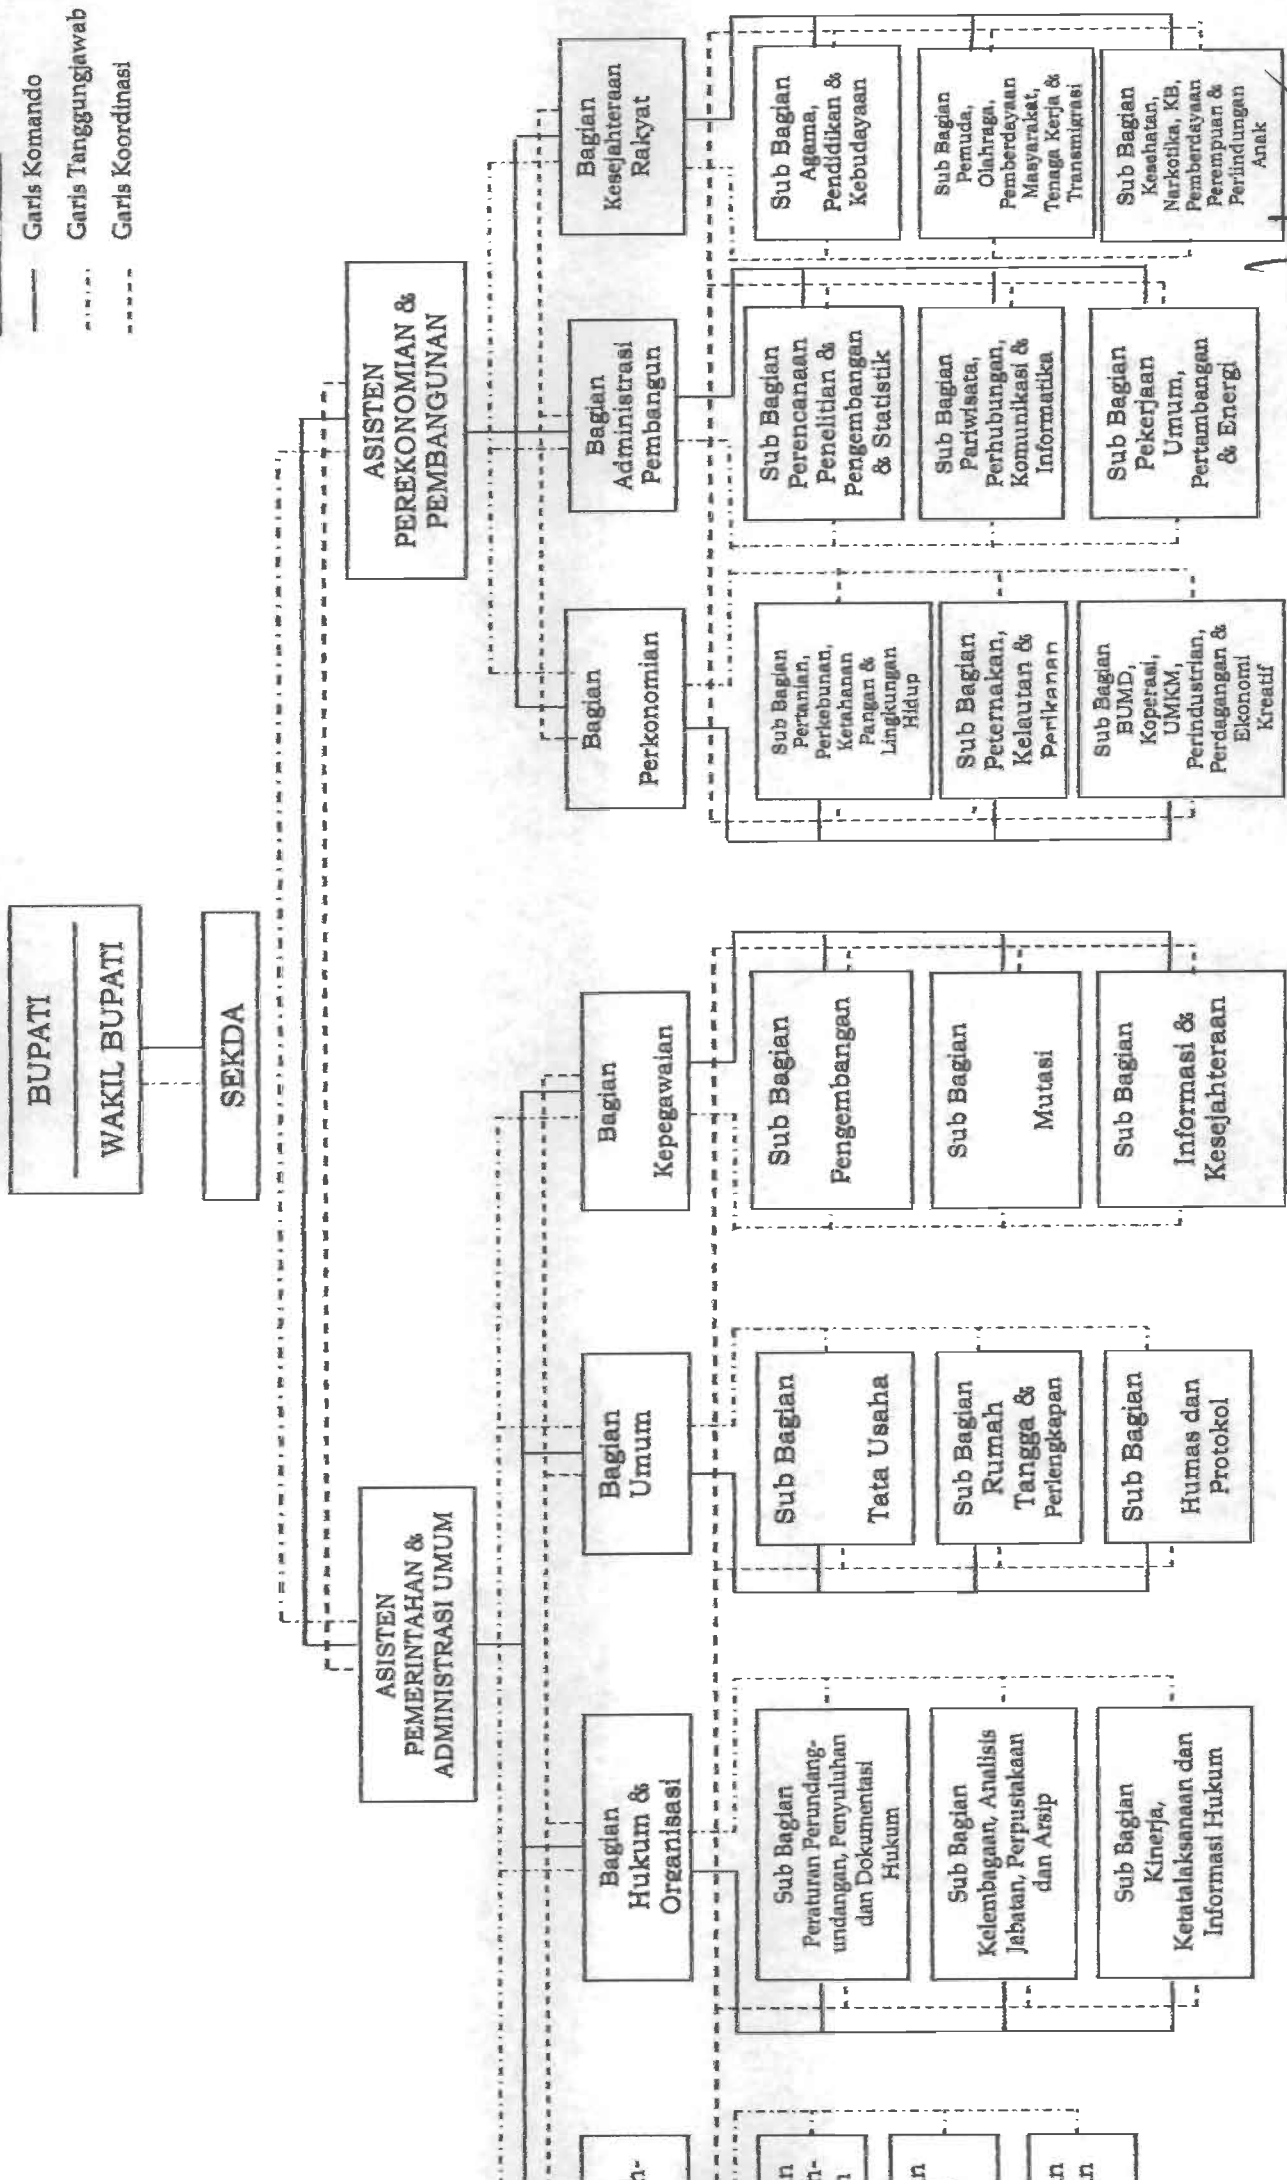 Garis Komando
Garis Tanggungjawab
Garis Koordinasi
BUPATI
WAKIL BUPATI
SEKDA
ASISTEN
PEMERINTAHAN &
ADMINISTRASI UMUM
ASISTEN
PEREKONOMIAN &
PEMBANGUNAN
Bagian
Hukum &
Organisasi
Bagian
Umum
Bagian
Kepegawaian
Bagian
Perkonomian
Bagian
Administrasi
Pembangun
Bagian
Kesejahteraan
Rakyat
Sub Bagian
Peraturan Perundang-
undangan, Penyuluhan
dan Dokumentasi
Hukum
Sub Bagian
Kelembagaan, Analisis
Jabatan, Perpustakaan
dan Arsip
Sub Bagian
Kinerja,
Ketalaksanaan dan
Informasi Hukum
Sub Bagian
Tata Usaha
Sub Bagian
Rumah
Tangga &
Perlengkapan
Sub Bagian
Humas dan
Protokol
Sub Bagian
Pengembangan
Sub Bagian
Mutasi
Sub Bagian
Informasi &
Kesejahteraan
Sub Bagian
Pertanian,
Perkebunan,
Ketahanan
Pangan &
Lingkungan
Hidup
Sub Bagian
Peternakan,
Kelautan &
Perikanan
Sub Bagian
BUMD,
Koperasi,
UMKM,
Perindustrian,
Perdagangan &
Ekonomi
Kreatif
Sub Bagian
Perencanaan
Penelitian &
Pengembangan
& Statistik
Sub Bagian
Pariwisata,
Perhubungan,
Komunikasi &
Informatika
Sub Bagian
Pekerjaan
Umum,
Pertambangan
& Energi
Sub Bagian
Agama,
Pendidikan &
Kebudayaan
Sub Bagian
Pemuda,
Olahraga,
Pemberdayaan
Masyarakat,
Tenaga Kerja &
Transmigrasi
Sub Bagian
Kesehatan,
Narkotika, KB,
Pemberdayaan
Perempuan &
Perlindungan
Anak